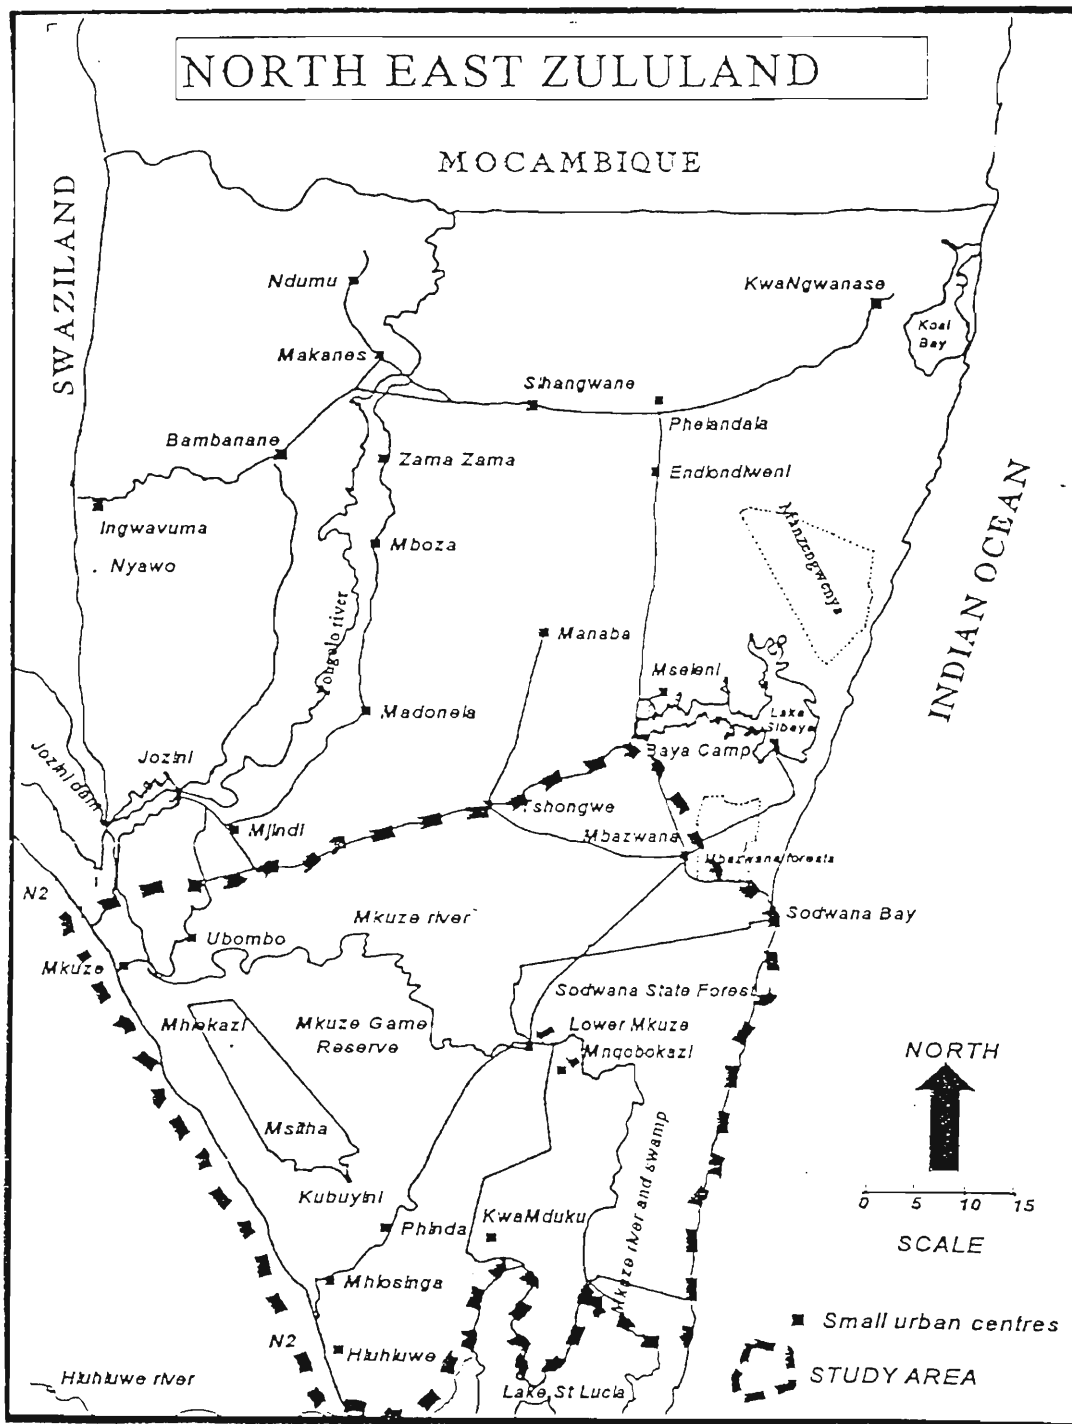 NORTH EAST ZULULAND
MOCAMBIQUE
SWAZILAND
Ndumu
KwaNgwanase
Kosi
Bay
Makanes
Sihangwane
Phelandala
Bambanane
Zama Zama
Endlondlweni
Ingwavuma
Nyawo
Mboza
Manzengwenya
INDIAN OCEAN
Pongolo river
Manaba
Mseleni
Madonela
Lake
Sibaya
Baya Camp
Jozini dam
Jozini
Tshongwe
Mjindi
Mbazwana
Mbazwana forests
N2
Mkuze river
Sodwana Bay
Ubombo
Mkuze
Sodwana State Forest
Mhlekazi
Mkuze Game
Reserve
Lower Mkuze
Mnqobokazi
NORTH
Msitha
Mkuze river and swamp
Kubuyini
0 5 10 15
SCALE
Phinda
KwaMduku
Mhlosinga
Small urban centres
N2
Hluhluwe
STUDY AREA
Hluhluwe river
Lake St Lucia